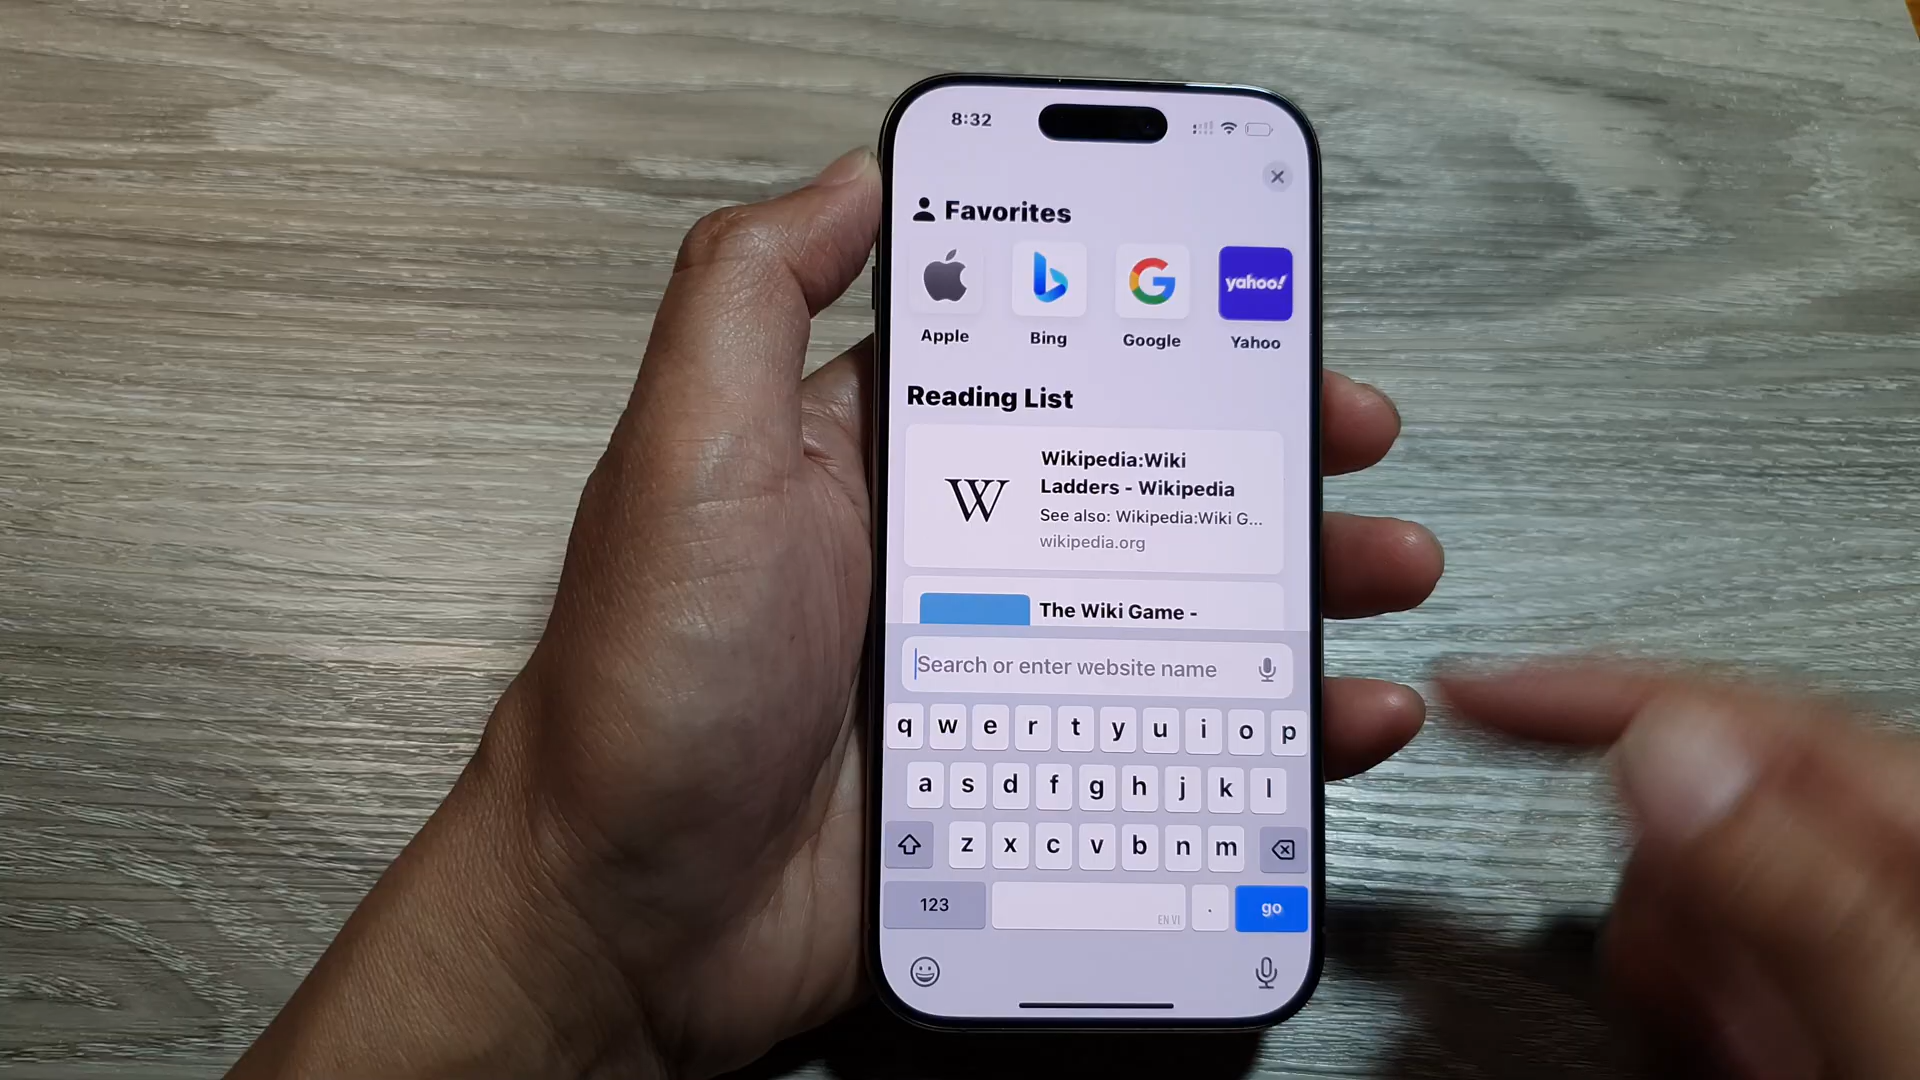 8:32
Favorites
yahoo!
Apple
Bing
Google
Yahoo
Reading List
W
Wikipedia:Wiki
Ladders - Wikipedia
See also: Wikipedia:Wiki G...
wikipedia.org
The Wiki Game -
Search or enter website name
q w e r t y u i o p
a s d f g h j k l
z x c v b n m
123
EN VI
.
go